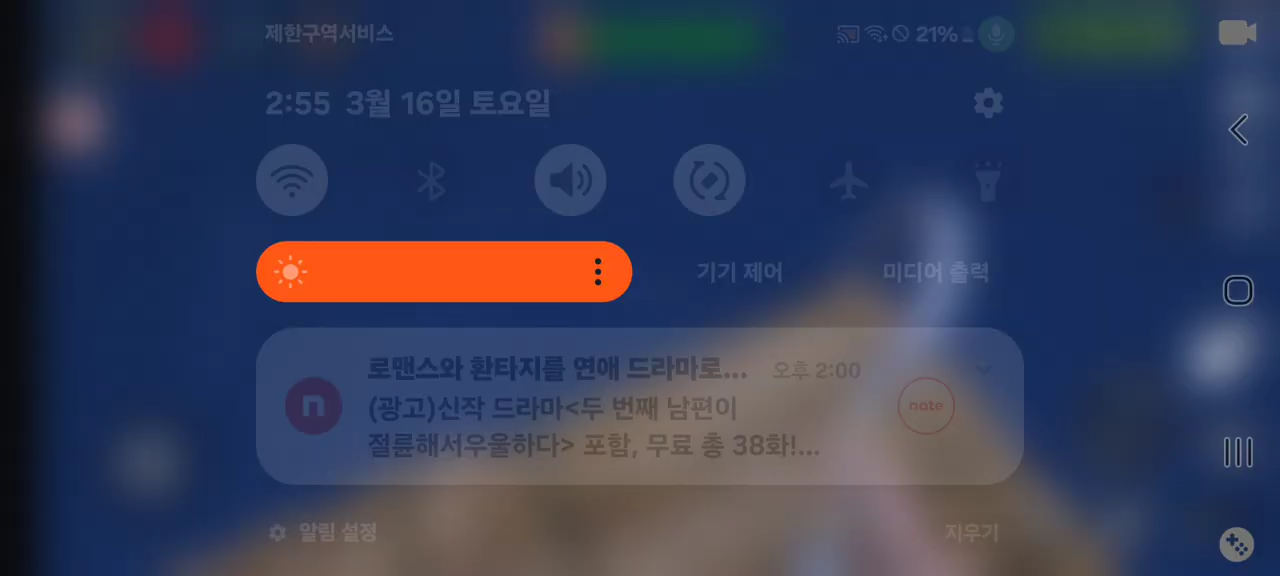 제한구역서비스
21%
2:55 3월 16일 토요일
기기 제어
미디어 출력
로맨스와 환타지를 연애 드라마로... 오후 2:00
(광고)신작 드라마<두 번째 남편이
절륜해서우울하다> 포함, 무료 총 38화!...
n
nate
알림 설정
지우기